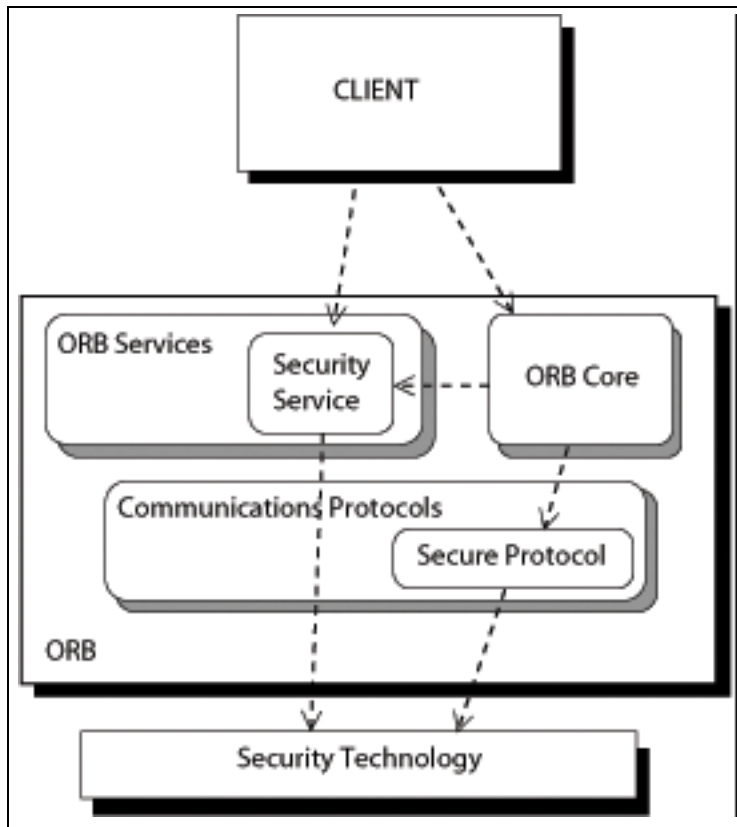 CLIENT
ORB Services
Security
Service
ORB Core
Communications Protocols
Secure Protocol
ORB
Security Technology